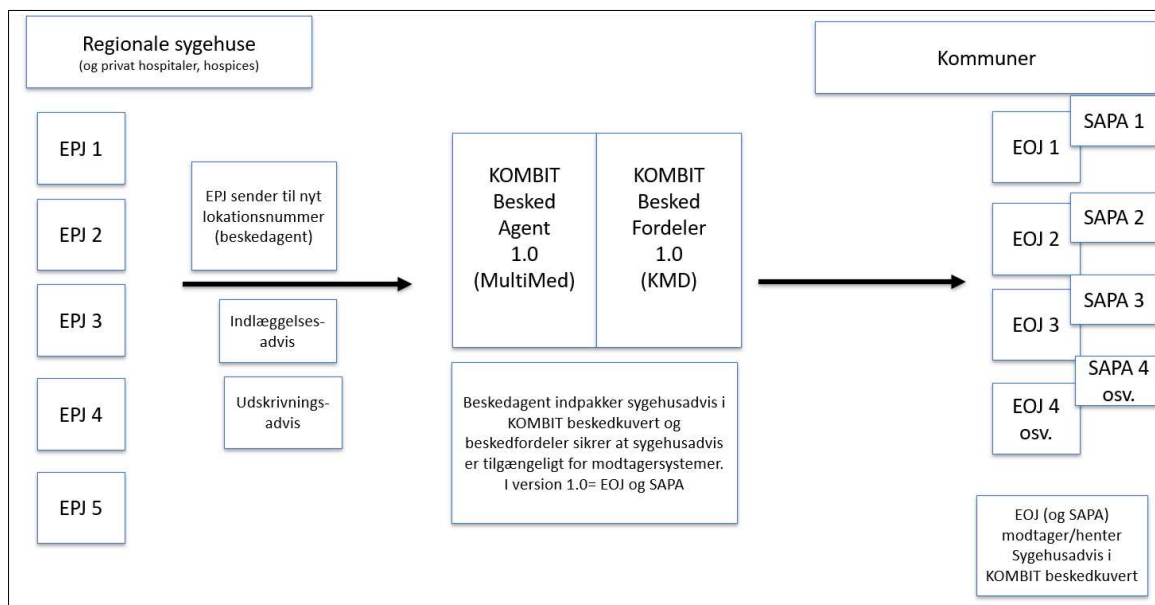 Regionale sygehuse
(og privat hospitaler, hospices)
Kommuner
EPJ 1
EPJ 2
EPJ 3
EPJ 4
EPJ 5
EPJ sender til nyt
lokationsnummer
(beskedagent)
Indlæggelses-
advis
Udskrivnings-
advis
KOMBIT
Besked
Agent
1.0
(MultiMed)
KOMBIT
Besked
Fordeler
1.0
(KMD)
Beskedagent indpakker sygehusadvis i
KOMBIT beskedkuvert og
beskedfordeler sikrer at sygehusadvis
er tilgængeligt for modtagersystemer.
I version 1.0= EOJ og SAPA
EOJ 1
SAPA 1
EOJ 2
SAPA 2
EOJ 3
SAPA 3
EOJ 4
osv.
SAPA 4
osv.
EOJ (og SAPA)
modtager/henter
Sygehusadvis i
KOMBIT beskedkuvert